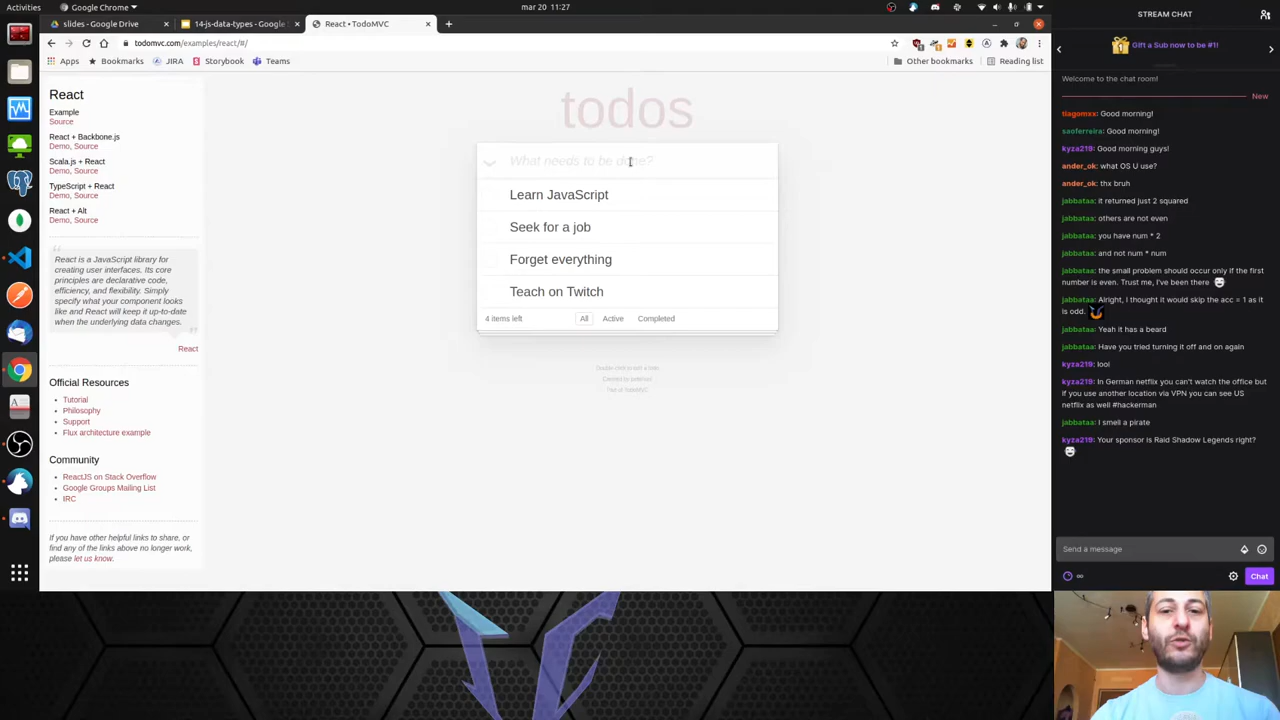 Activities
Google Chrome
mar 20 11:27
slides - Google Drive
14-js-data-types - Google S
React • TodoMVC
todomvc.com/examples/react/#/
Apps
Bookmarks
JIRA
Storybook
Teams
Other bookmarks
Reading list
React
Example
Source
React + Backbone.js
Demo, Source
Scala.js + React
Demo, Source
TypeScript + React
Demo, Source
React + Alt
Demo, Source
React is a JavaScript library for
creating user interfaces. Its core
principles are declarative code,
efficiency, and flexibility. Simply
specify what your component looks
like and React will keep it up-to-date
when the underlying data changes.
React
Official Resources
Tutorial
Philosophy
Support
Flux architecture example
Community
ReactJS on Stack Overflow
Google Groups Mailing List
IRC
If you have other helpful links to share, or
find any of the links above no longer work,
please let us know.
todos
What needs to be done?
Learn JavaScript
Seek for a job
Forget everything
Teach on Twitch
4 items left
All
Active
Completed
Double-click to edit a todo
Part of TodoMVC
STREAM CHAT
Gift a Sub now to be #1!
Welcome to the chat room!
New
tiagomxx: Good morning!
saoferreira: Good morning!
kyza219: Good morning guys!
ander_ok: what OS U use?
ander_ok: thx bruh
jabbataa: it returned just 2 squared
jabbataa: others are not even
jabbataa: you have num * 2
jabbataa: and not num * num
jabbataa: the small problem should occur only if the first
number is even. Trust me, I've been there
jabbataa: Alright, I thought it would skip the acc = 1 as it
is odd.
jabbataa: Yeah it has a beard
jabbataa: Have you tried turning it off and on again
kyza219: lool
kyza219: In German netflix you can't watch the office but
if you use another location via VPN you can see US
netflix as well #hackerman
jabbataa: I smell a pirate
kyza219: Your sponsor is Raid Shadow Legends right?
Send a message
Chat